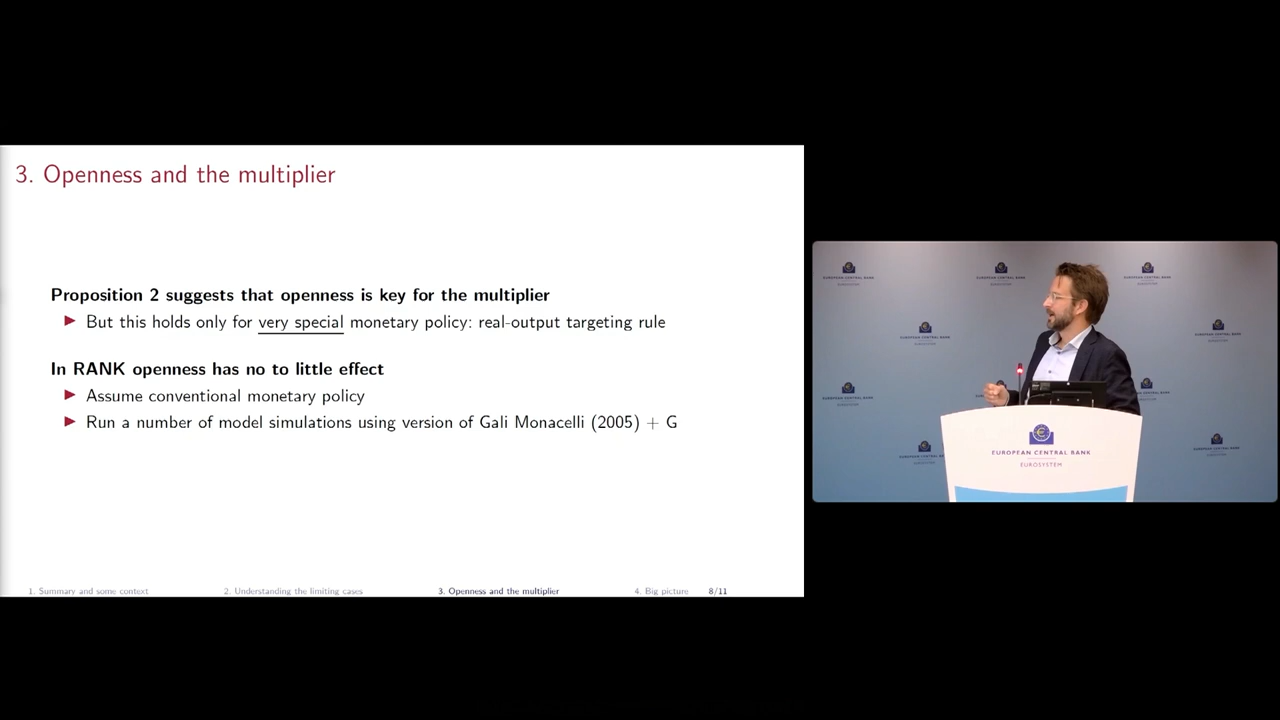 3. Openness and the multiplier
Proposition 2 suggests that openness is key for the multiplier
But this holds only for very special monetary policy: real-output targeting rule
In RANK openness has no to little effect
Assume conventional monetary policy
Run a number of model simulations using version of Gali Monacelli (2005) + G
1. Summary and some context
2. Understanding the limiting cases
3. Openness and the multiplier
4. Big picture
8/11
EUROPEAN CENTRAL BANK
EUROSYSTEM